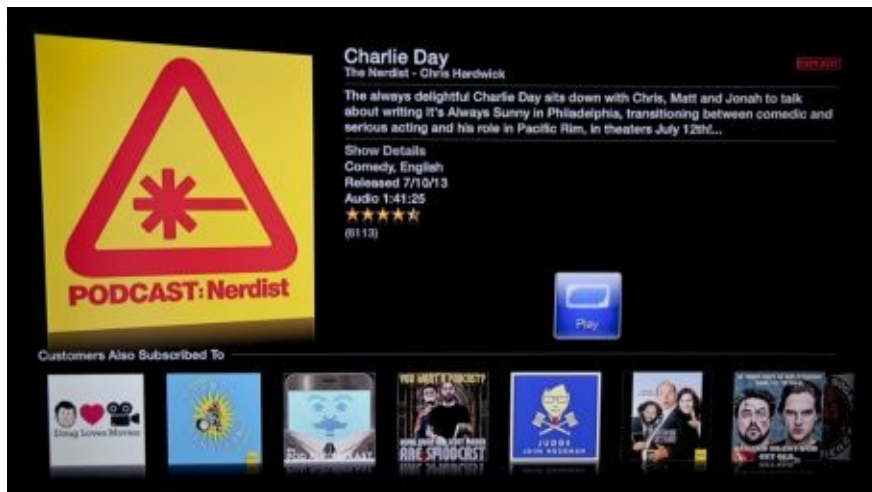 Charlie Day
The Nerdist - Chris Hardwick
EXPLICIT
The always delightful Charlie Day sits down with Chris, Matt and Jonah to talk
about writing It's Always Sunny in Philadelphia, transitioning between comedic and
serious acting and his role in Pacific Rim, in theaters July 12th!...
Show Details
Comedy, English
Released 7/10/13
Audio 1:41:25
(6113)
PODCAST: Nerdist
Play
Customers Also Subscribed To
Doug Loves Movies
YOU WANT A PODCAST?
ARE SMODCAST
JUDGE
JOHN HODGMAN